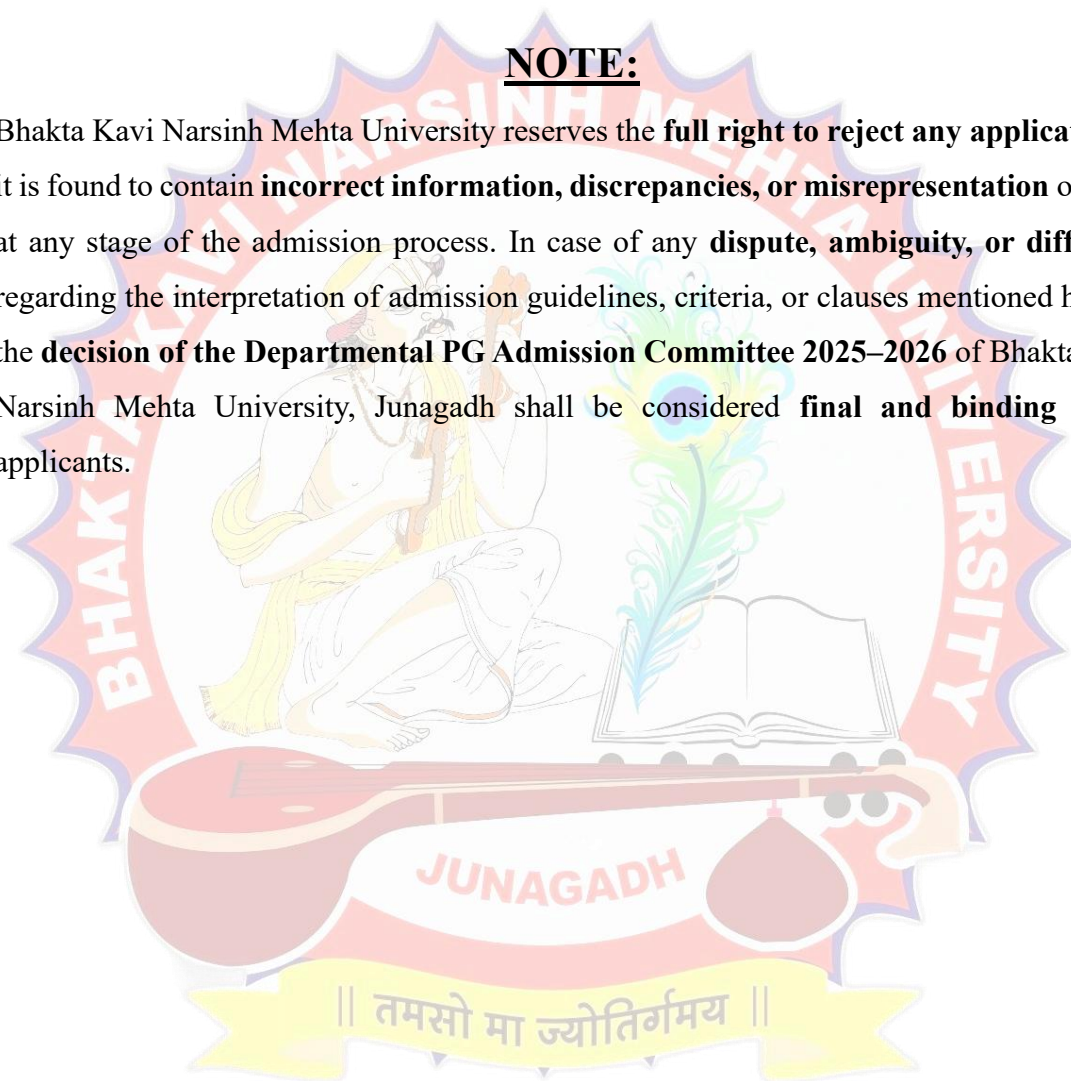 NOTE:
Bhakta Kavi Narsinh Mehta University reserves the full right to reject any applicat
it is found to contain incorrect information, discrepancies, or misrepresentation o
at any stage of the admission process. In case of any dispute, ambiguity, or diff
regarding the interpretation of admission guidelines, criteria, or clauses mentioned h
the decision of the Departmental PG Admission Committee 2025–2026 of Bhakta
Narsinh Mehta University, Junagadh shall be considered final and binding
applicants.
BHAKTA KAVI NARSINH MEHTA UNIVERSITY
JUNAGADH
|| तमसो मा ज्योतिर्गमय ||